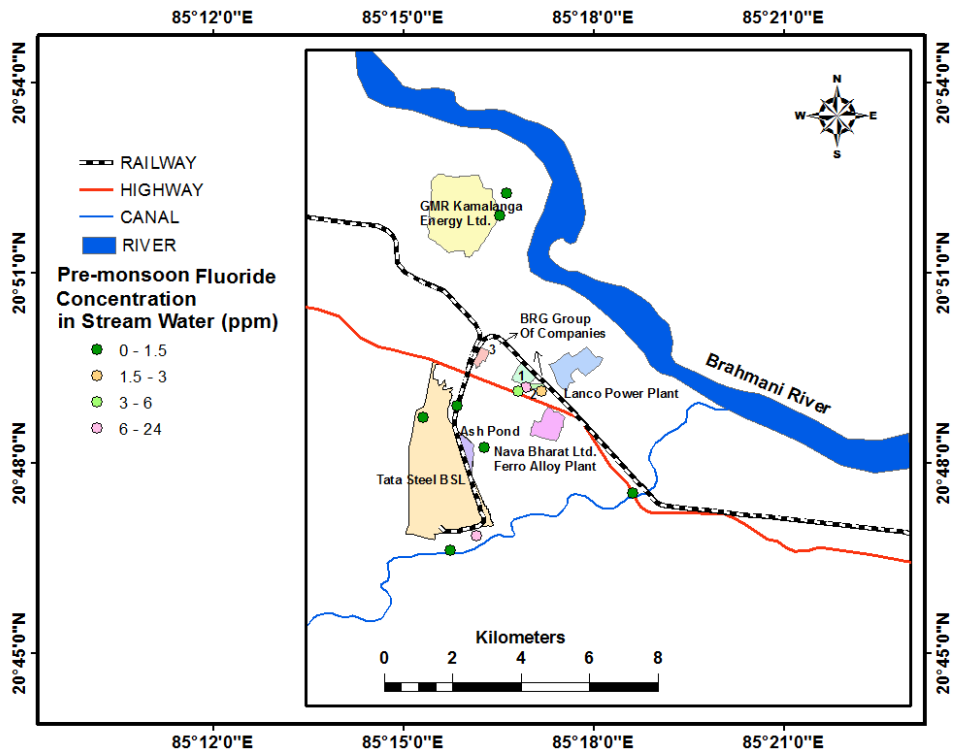 85°12'0"E 85°15'0"E 85°18'0"E 85°21'0"E
20°54'0"N
20°54'0"N
N
W E
S
RAILWAY
HIGHWAY
CANAL
RIVER
Pre-monsoon Fluoride
Concentration
in Stream Water (ppm)
0 - 1.5
1.5 - 3
3 - 6
6 - 24
GMR Kamalanga
Energy Ltd.
20°51'0"N
20°51'0"N
BRG Group
Of Companies
3
1
2
Lanco Power Plant
Brahmani River
Ash Pond
Nava Bharat Ltd.
Ferro Alloy Plant
Tata Steel BSL
20°48'0"N
20°48'0"N
20°45'0"N
20°45'0"N
Kilometers
0 2 4 6 8
85°12'0"E 85°15'0"E 85°18'0"E 85°21'0"E